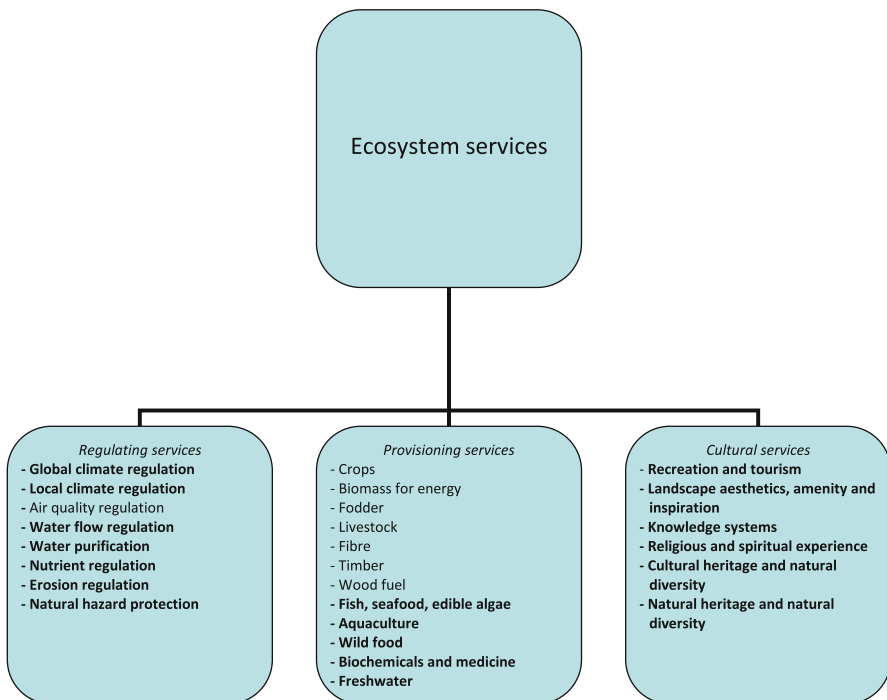 Ecosystem services
Regulating services
- Global climate regulation
- Local climate regulation
- Air quality regulation
- Water flow regulation
- Water purification
- Nutrient regulation
- Erosion regulation
- Natural hazard protection
Provisioning services
- Crops
- Biomass for energy
- Fodder
- Livestock
- Fibre
- Timber
- Wood fuel
- Fish, seafood, edible algae
- Aquaculture
- Wild food
- Biochemicals and medicine
- Freshwater
Cultural services
- Recreation and tourism
- Landscape aesthetics, amenity and
inspiration
- Knowledge systems
- Religious and spiritual experience
- Cultural heritage and natural
diversity
- Natural heritage and natural
diversity